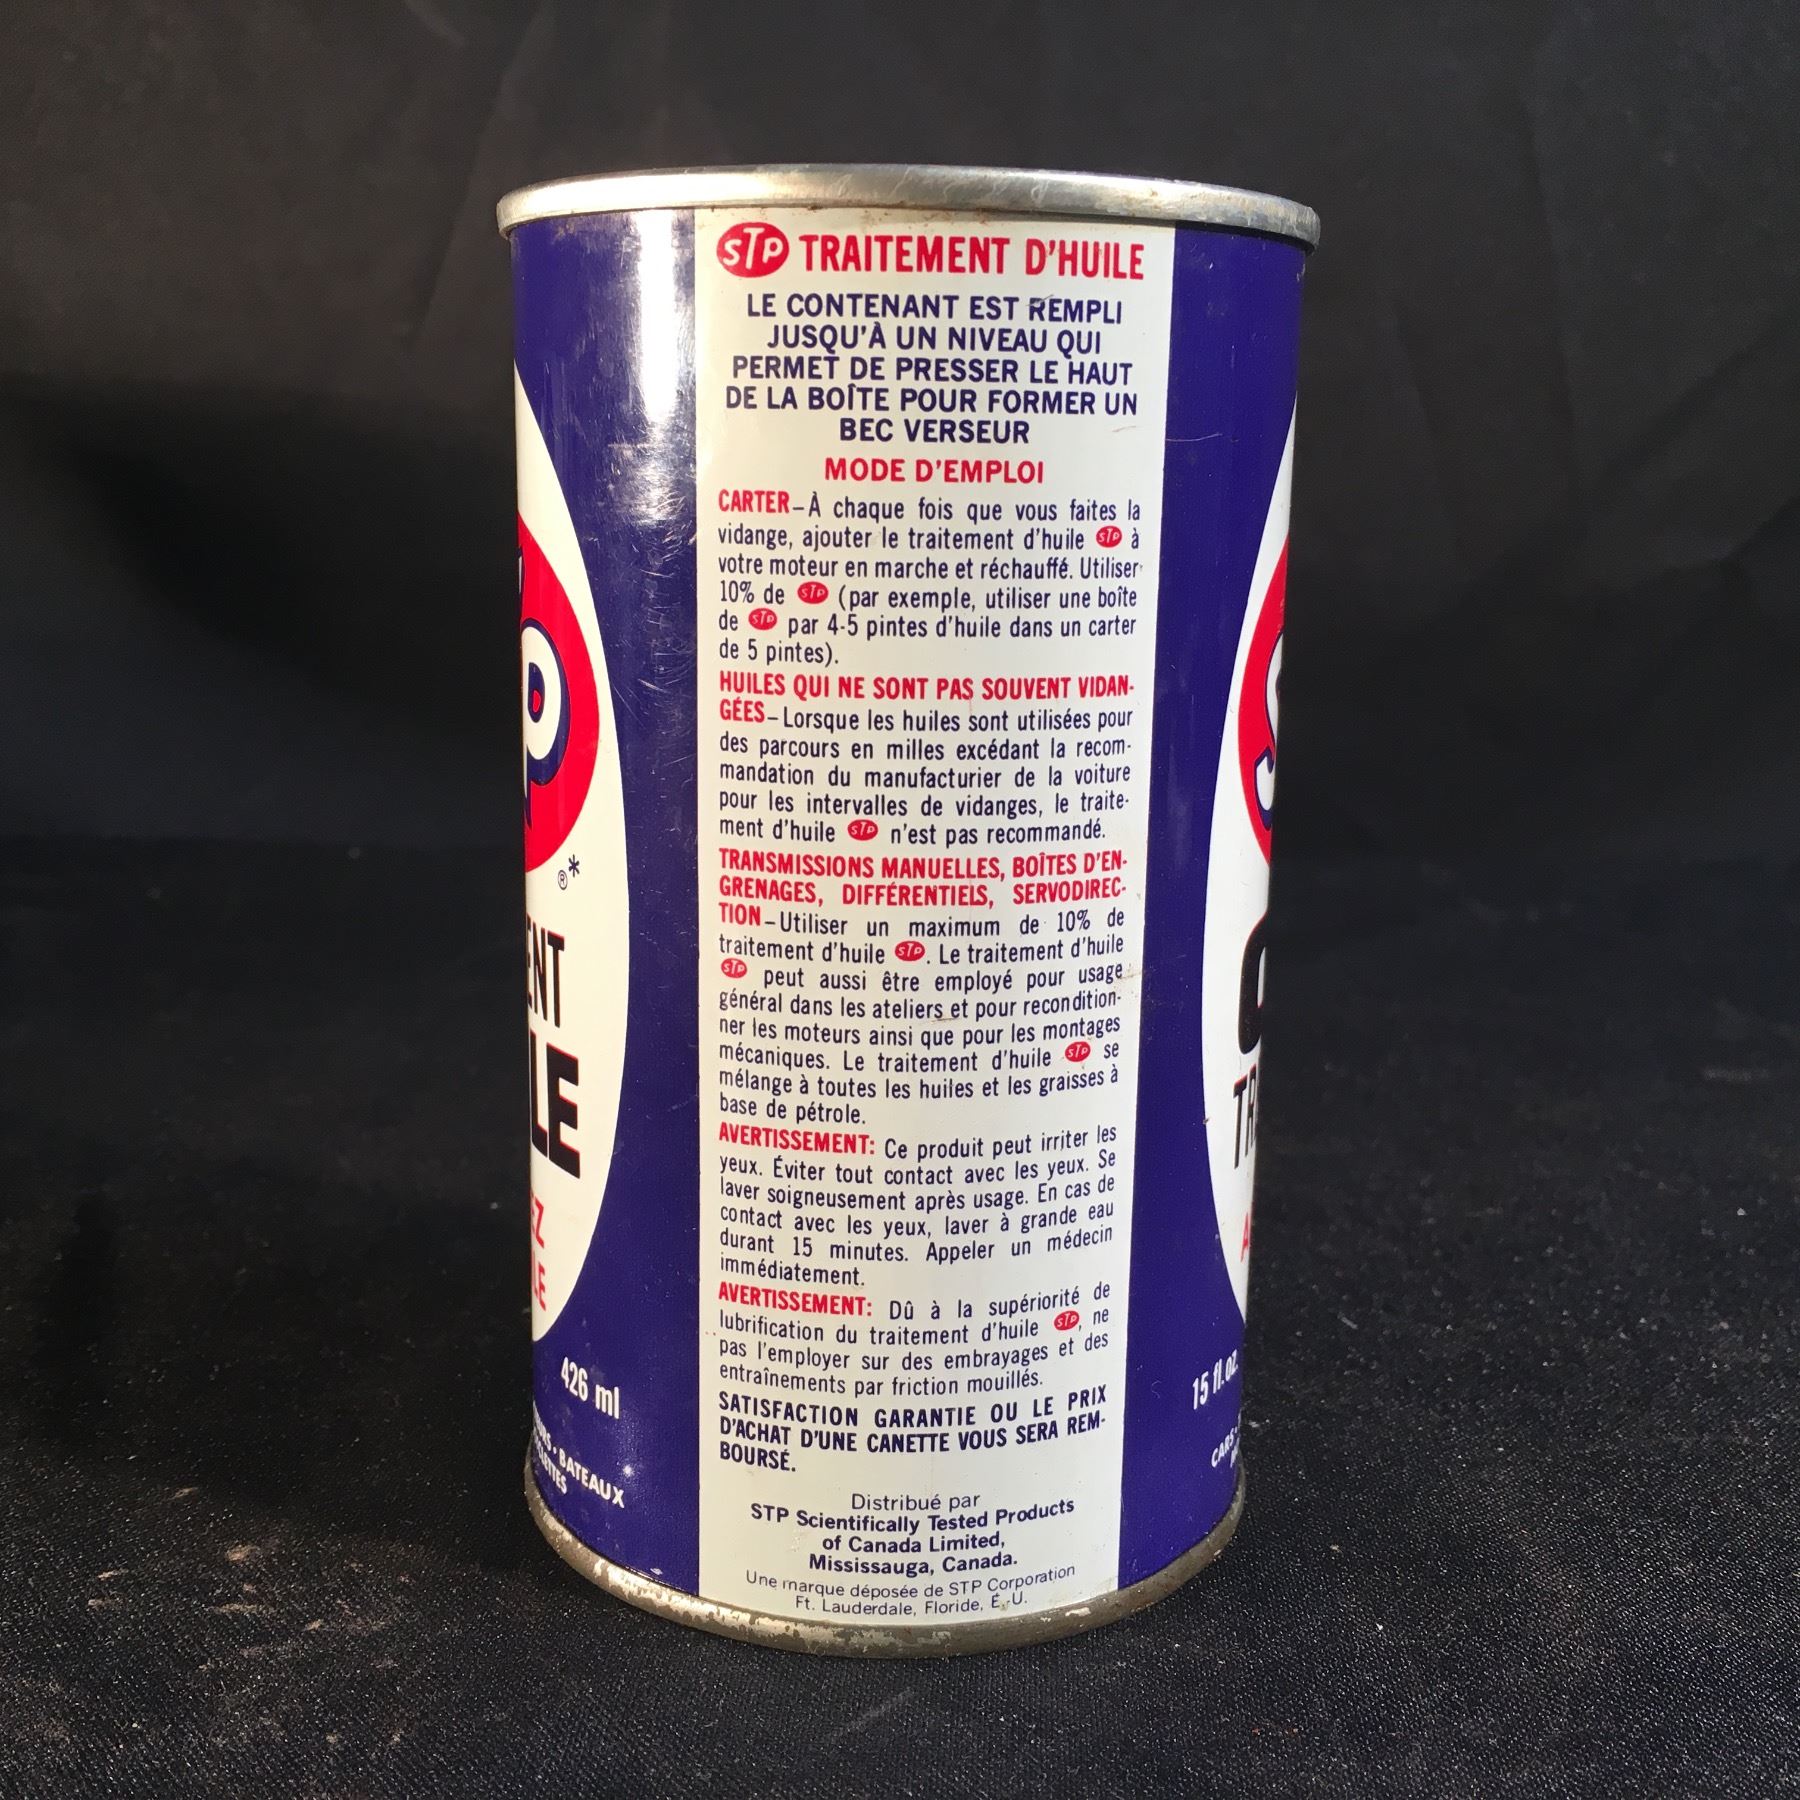 STP TRAITEMENT D'HUILE
LE CONTENANT EST REMPLI
JUSQU'À UN NIVEAU QUI
PERMET DE PRESSER LE HAUT
DE LA BOÎTE POUR FORMER UN
BEC VERSEUR
MODE D'EMPLOI
CARTER–À chaque fois que vous faites la
vidange, ajouter le traitement d'huile STP à
votre moteur en marche et réchauffé. Utiliser
10% de STP (par exemple, utiliser une boîte
de STP par 4-5 pintes d'huile dans un carter
de 5 pintes).
HUILES QUI NE SONT PAS SOUVENT VIDAN-
GÉES–Lorsque les huiles sont utilisées pour
des parcours en milles excédant la recom-
mandation du manufacturier de la voiture
pour les intervalles de vidanges, le traite-
ment d'huile STP n'est pas recommandé.
TRANSMISSIONS MANUELLES, BOÎTES D'EN-
GRENAGES, DIFFÉRENTIELS, SERVODIREC-
TION–Utiliser un maximum de 10% de
traitement d'huile STP. Le traitement d'huile
STP peut aussi être employé pour usage
général dans les ateliers et pour recondition-
ner les moteurs ainsi que pour les montages
mécaniques. Le traitement d'huile STP se
mélange à toutes les huiles et les graisses à
base de pétrole.
AVERTISSEMENT: Ce produit peut irriter les
yeux. Éviter tout contact avec les yeux. Se
laver soigneusement après usage. En cas de
contact avec les yeux, laver à grande eau
durant 15 minutes. Appeler un médecin
immédiatement.
AVERTISSEMENT: Dû à la supériorité de
lubrification du traitement d'huile STP, ne
pas l'employer sur des embrayages et des
entraînements par friction mouillés.
SATISFACTION GARANTIE OU LE PRIX
D'ACHAT D'UNE CANETTE VOUS SERA REM-
BOURSÉ.
Distribué par
STP Scientifically Tested Products
of Canada Limited,
Mississauga, Canada.
Une marque déposée de STP Corporation
Ft. Lauderdale, Floride, É.-U.
P
®*
ENT
LE
EZ
LE
426 ml
BATEAUX
15 fl.oz.
CARS